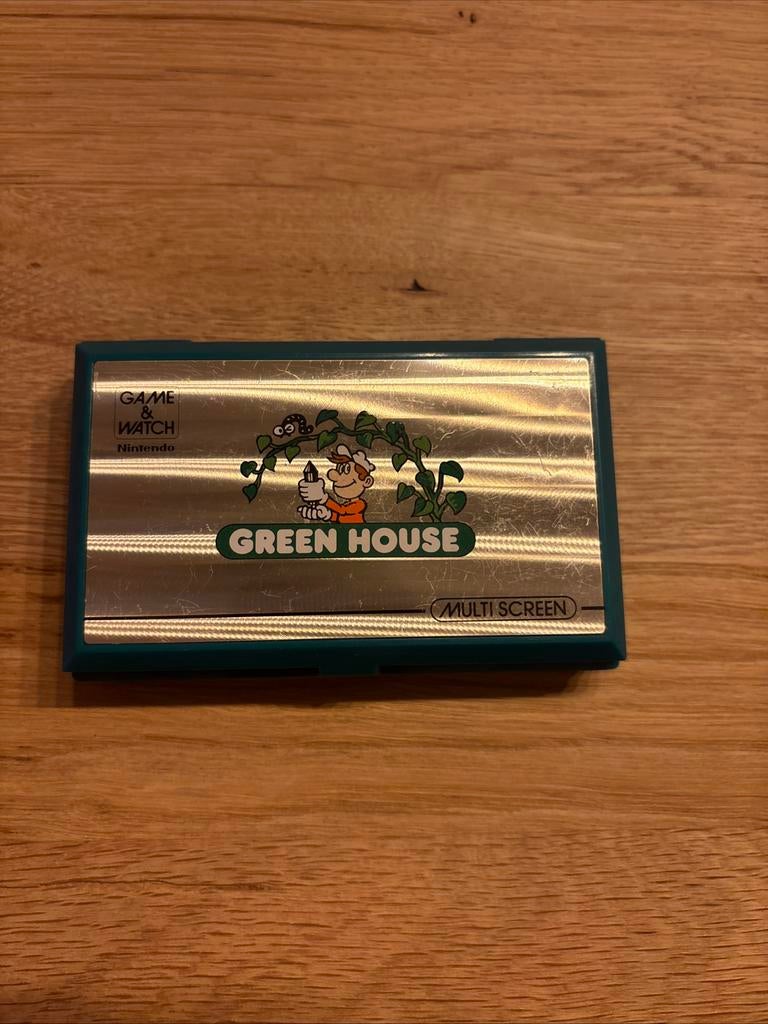 GAME
&
WATCH
Nintendo
GREEN HOUSE
MULTI SCREEN